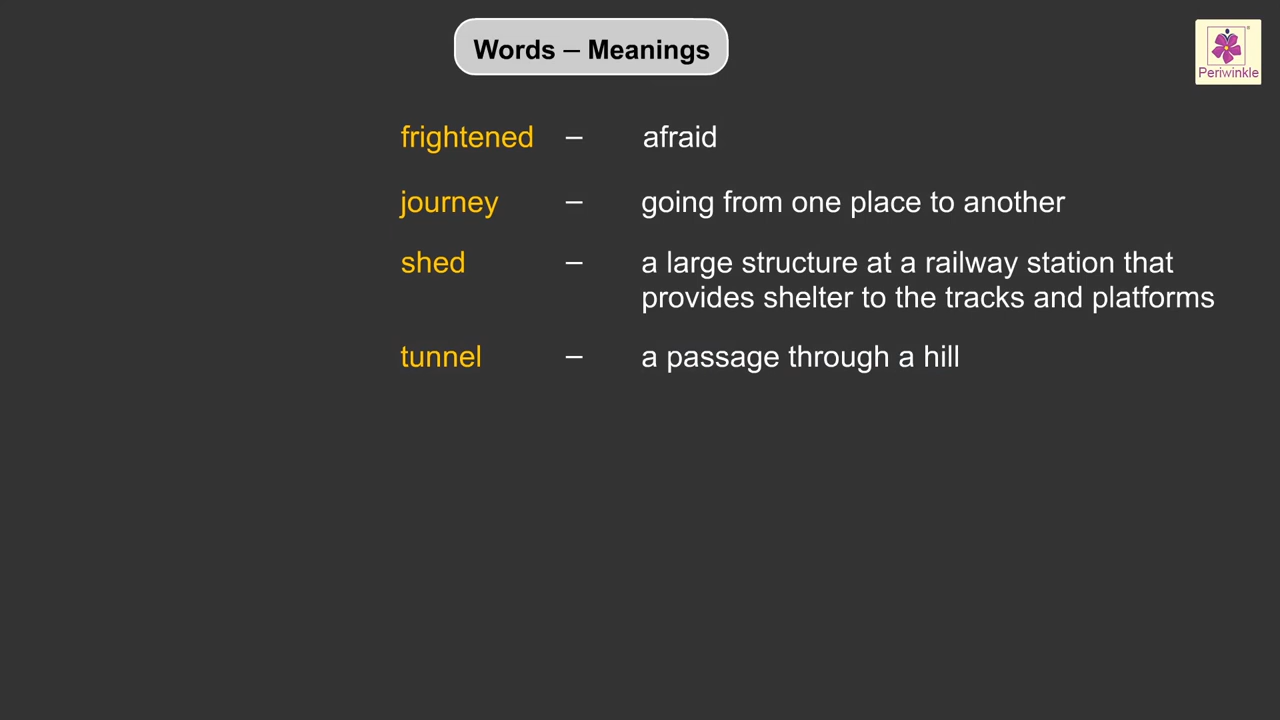 Words – Meanings
Periwinkle
frightened – afraid
journey – going from one place to another
shed – a large structure at a railway station that
provides shelter to the tracks and platforms
tunnel – a passage through a hill